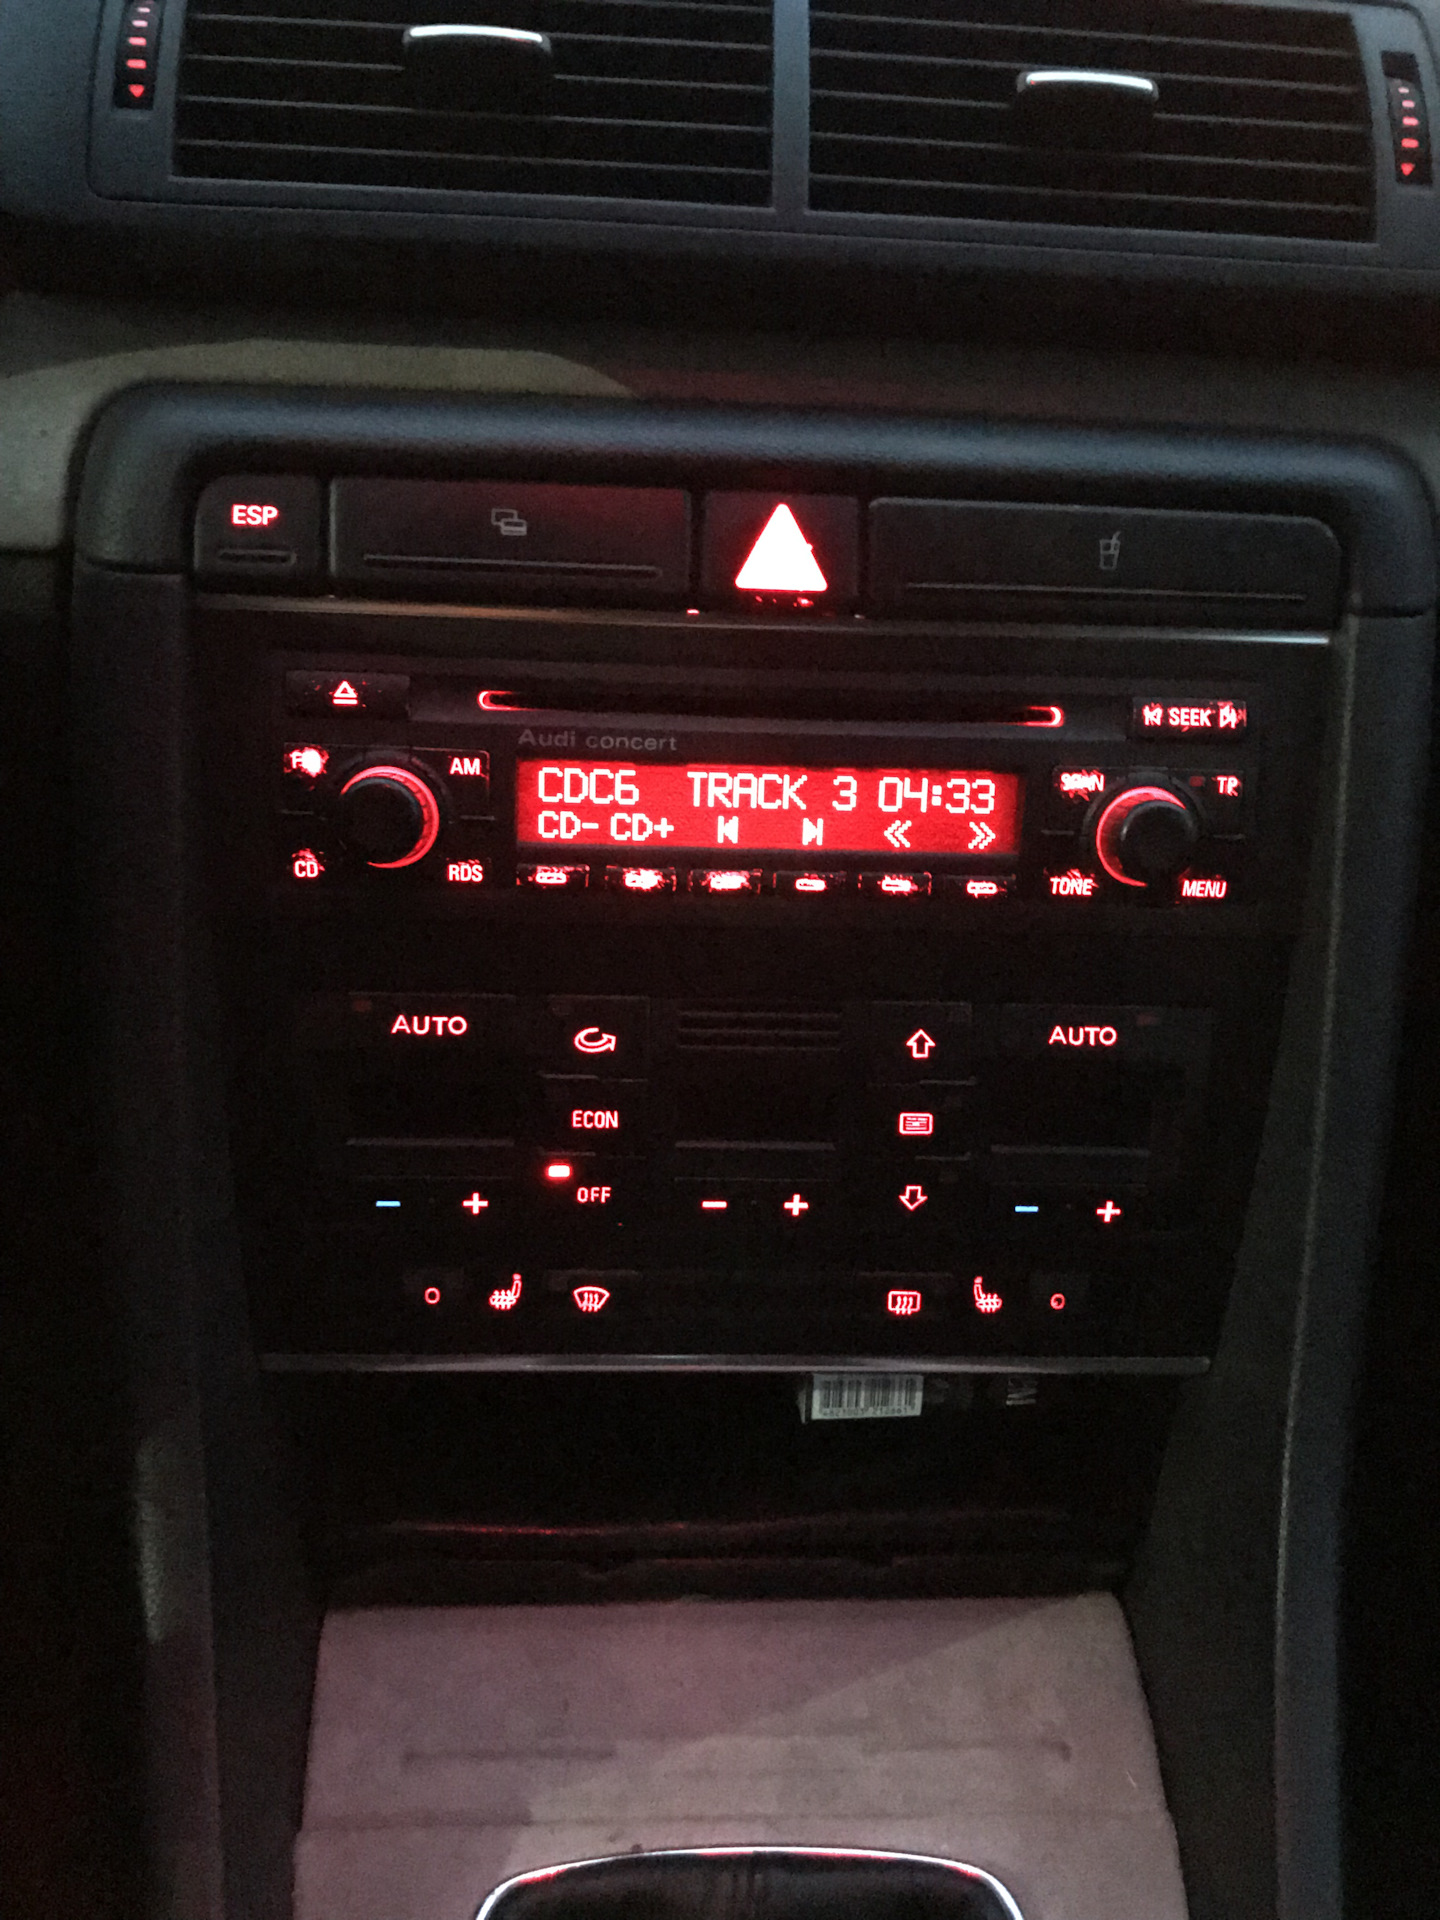 ESP
SEEK
Audi concert
AM
CDC6 TRACK 3 04:33
CD- CD+
SCAN
TP
CD
RDS
TONE
MENU
AUTO
AUTO
ECON
OFF